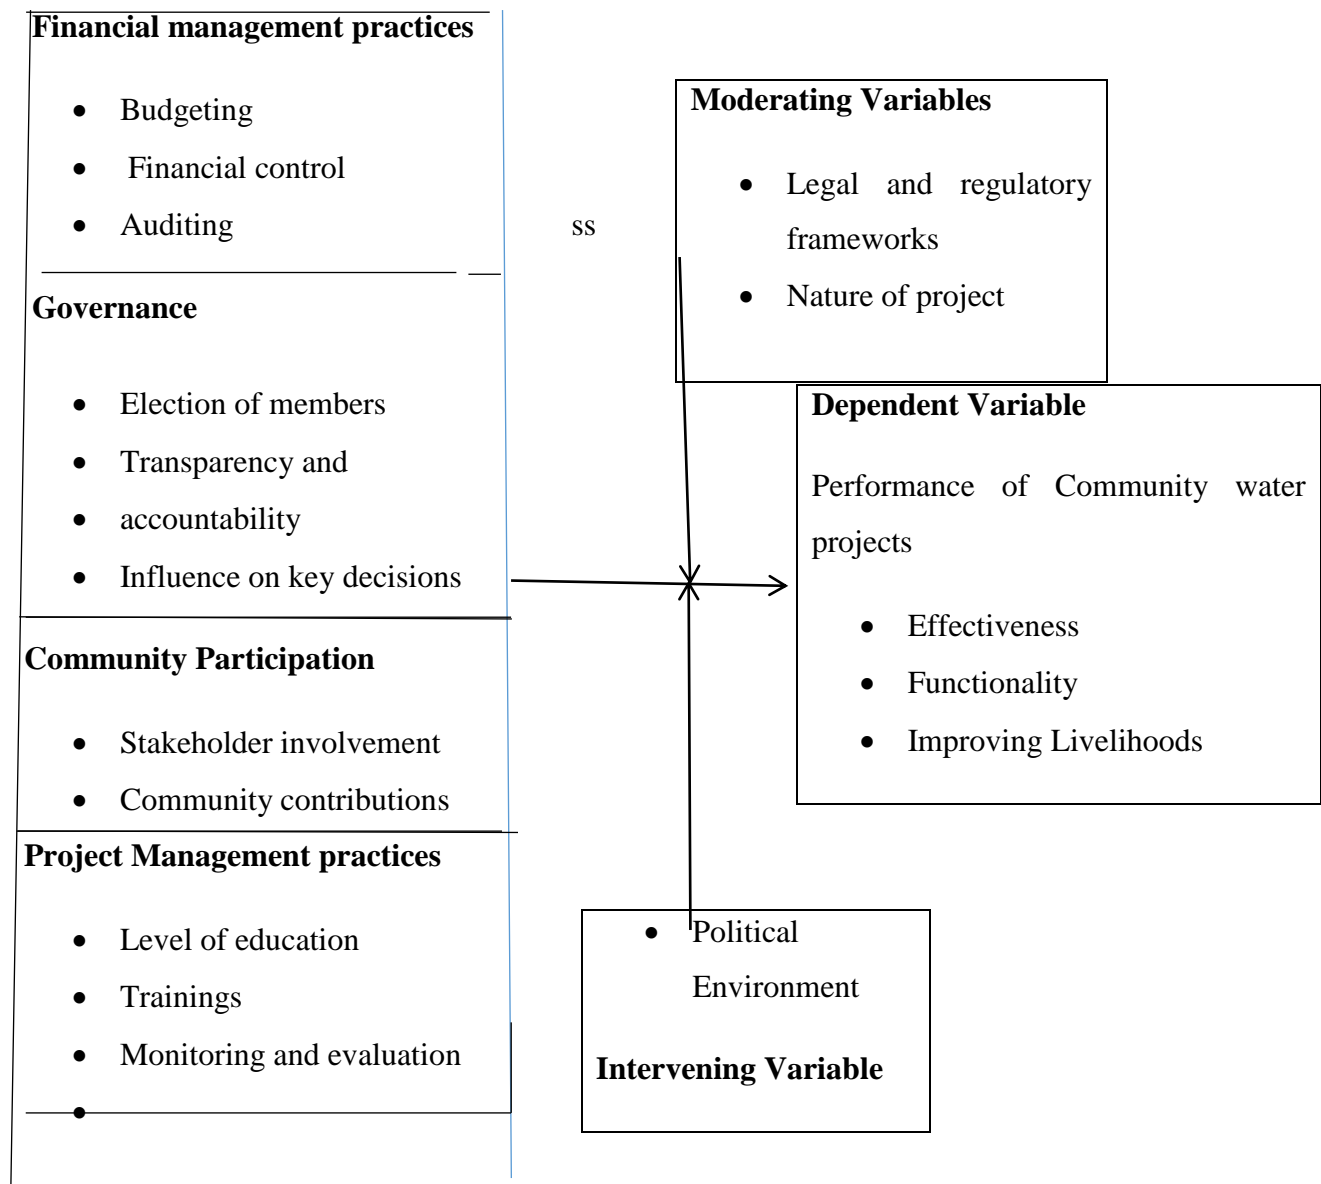 Financial management practices
• Budgeting
• Financial control
• Auditing
ss
Governance
• Election of members
• Transparency and
• accountability
• Influence on key decisions
Community Participation
• Stakeholder involvement
• Community contributions
Project Management practices
• Level of education
• Trainings
• Monitoring and evaluation
•
Moderating Variables
• Legal and regulatory
frameworks
• Nature of project
Dependent Variable
Performance of Community water
projects
• Effectiveness
• Functionality
• Improving Livelihoods
• Political
Environment
Intervening Variable